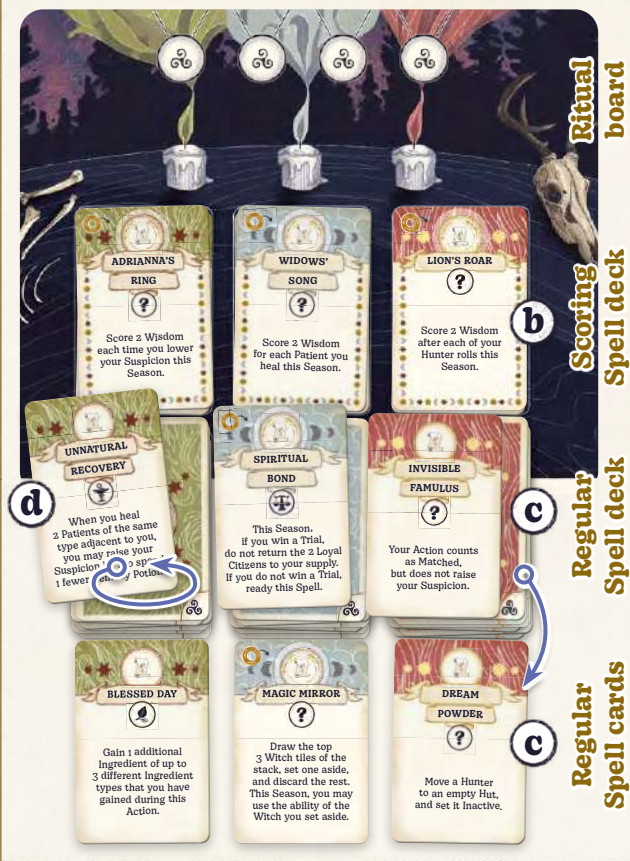 Ritual
board
ADRIANNA'S
RING
?
Score 2 Wisdom
each time you lower
your Suspicion this
Season.
WIDOWS'
SONG
?
Score 2 Wisdom
for each Patient you
heal this Season.
LION'S ROAR
?
Score 2 Wisdom
after each of your
Hunter rolls this
Season.
b
Scoring
Spell deck
d
UNNATURAL
RECOVERY
When you heal
2 Patients of the same
type adjacent to you,
you may raise your
Suspicion
1 fewer Potion
SPIRITUAL
BOND
This Season,
if you win a Trial,
do not return the 2 Loyal
Citizens to your supply.
If you do not win a Trial,
ready this Spell.
INVISIBLE
FAMULUS
?
Your Action counts
as Matched,
but does not raise
your Suspicion.
c
Regular
Spell deck
BLESSED DAY
Gain 1 additional
Ingredient of up to
3 different Ingredient
types that you have
gained during this
Action.
MAGIC MIRROR
?
Draw the top
3 Witch tiles of the
stack, set one aside,
and discard the rest.
This Season, you may
use the ability of the
Witch you set aside.
DREAM
POWDER
?
Move a Hunter
to an empty Hut,
and set it Inactive.
c
Regular
Spell cards